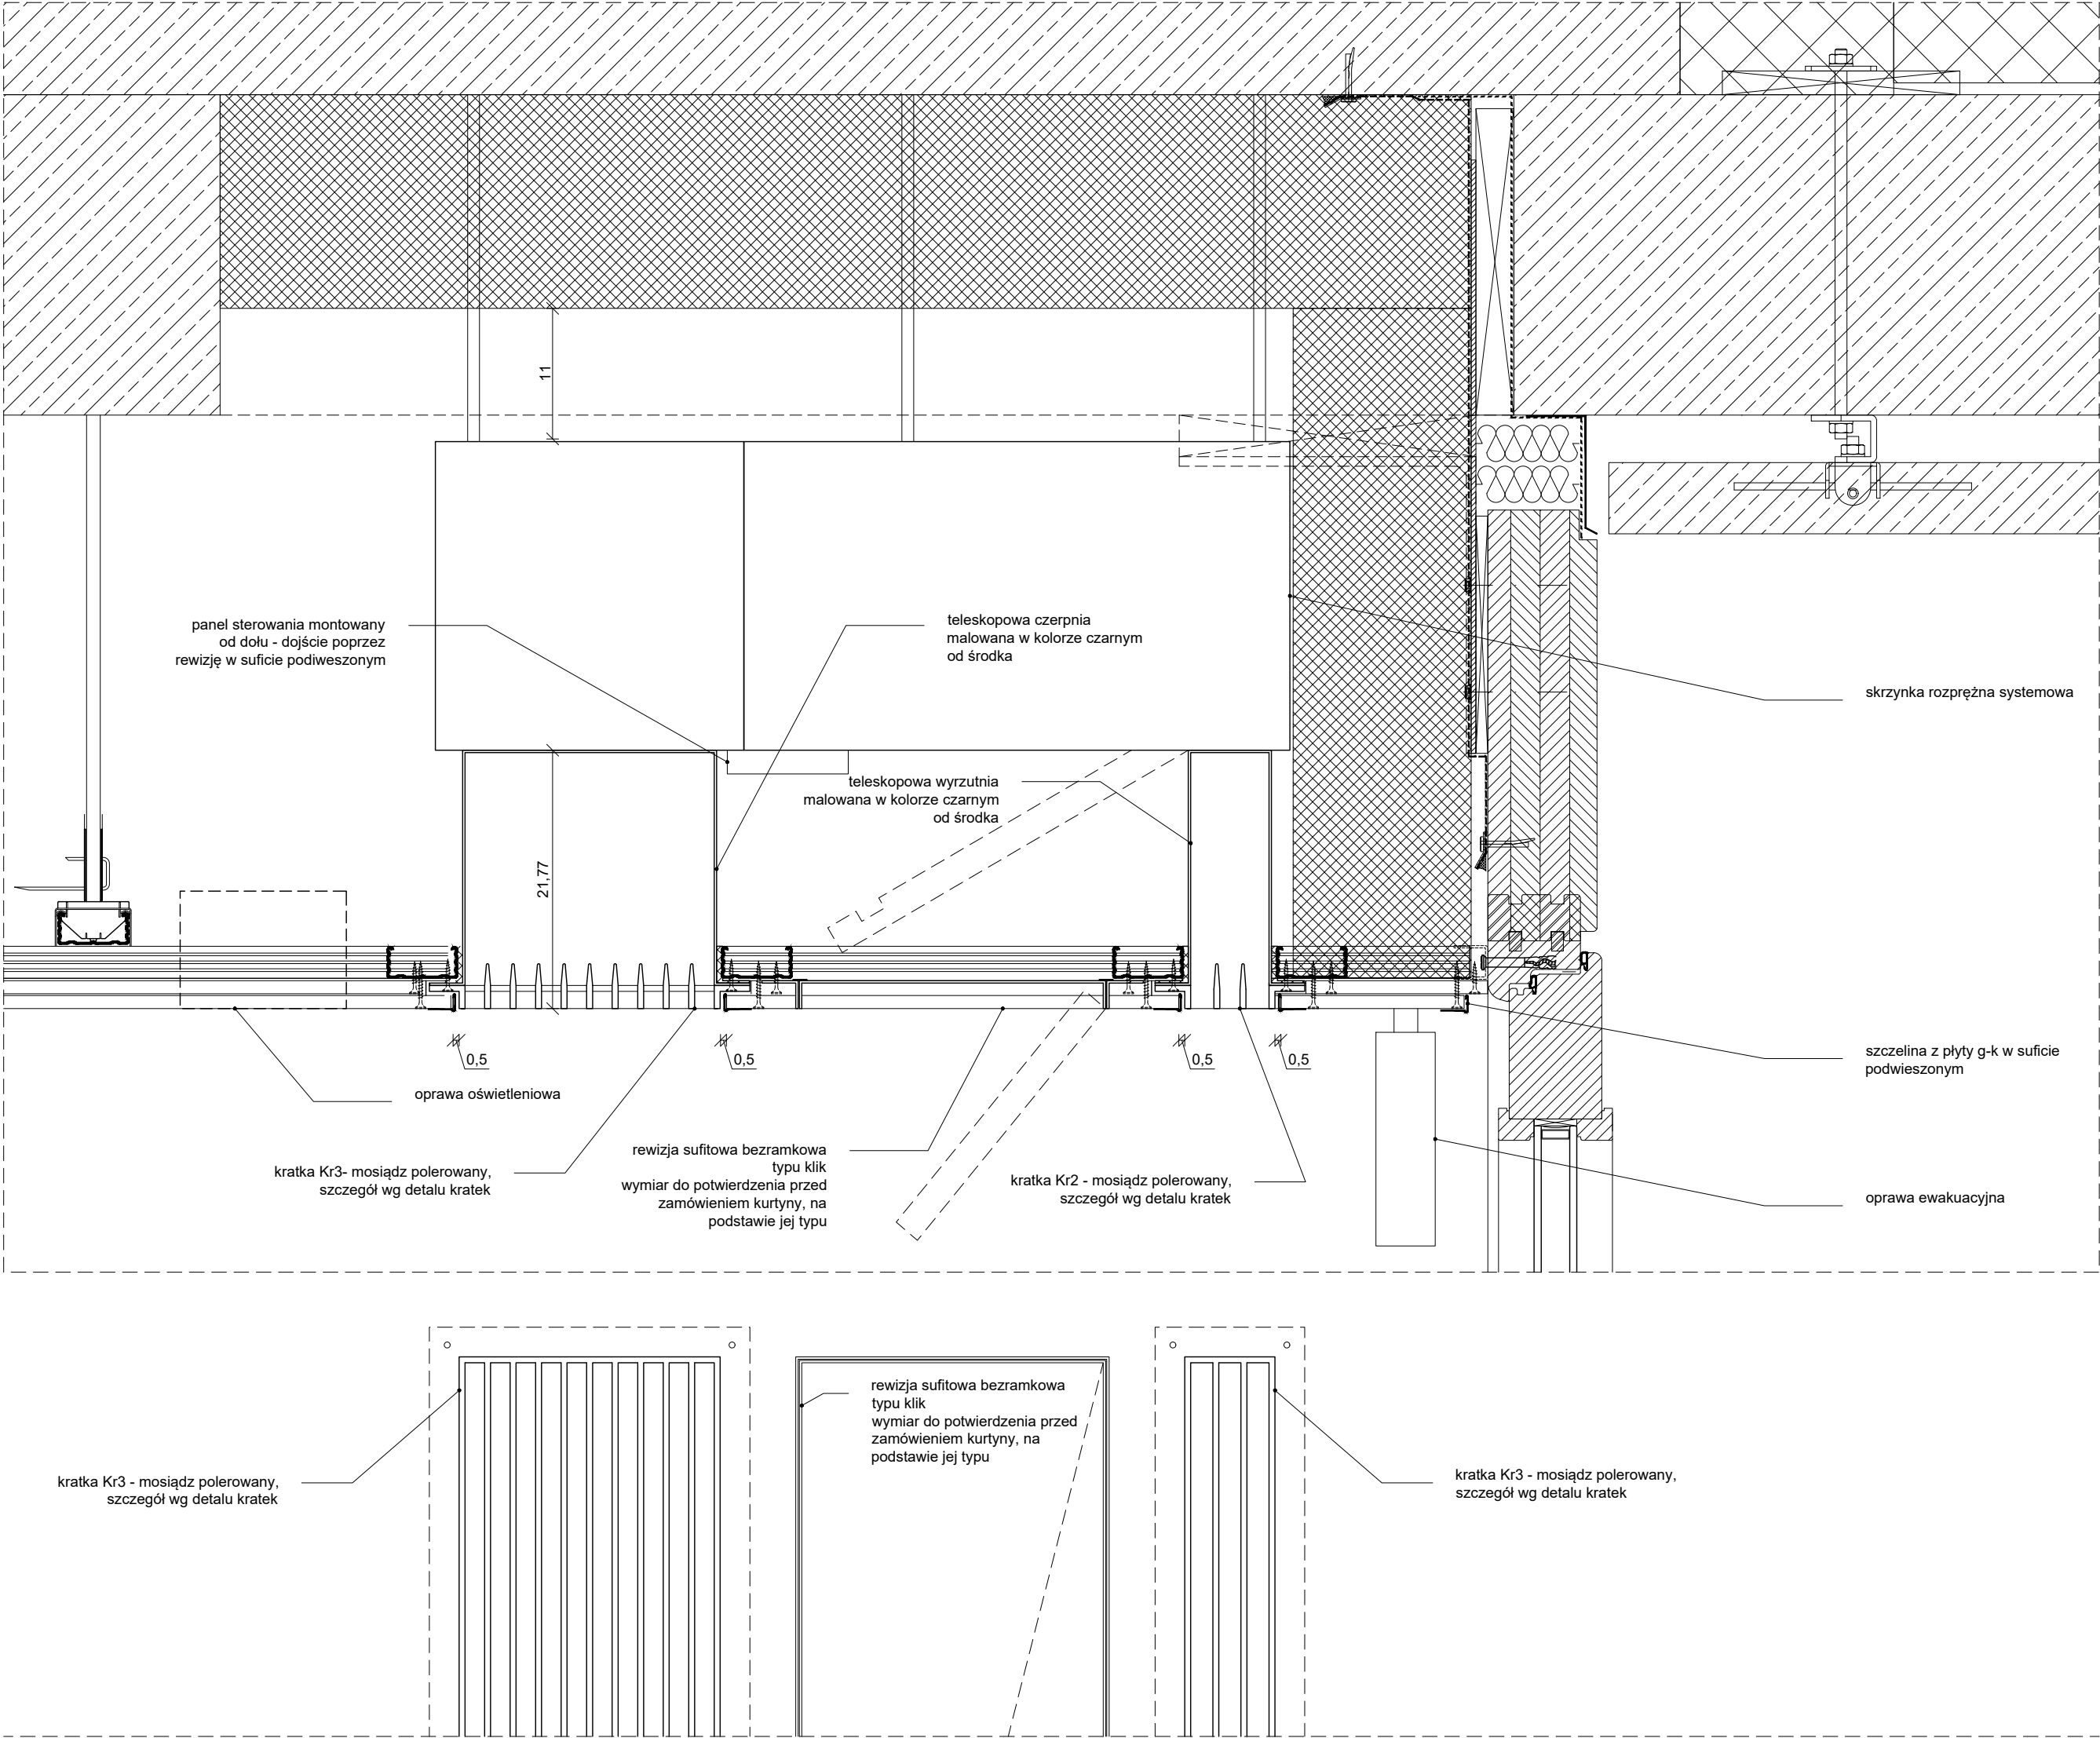 11
panel sterowania montowany
od dołu - dojście poprzez
rewizję w suficie podiweszonym
teleskopowa czerpnia
malowana w kolorze czarnym
od środka
skrzynka rozprężna systemowa
teleskopowa wyrzutnia
malowana w kolorze czarnym
od środka
21,77
0,5
0,5
0,5
0,5
szczelina z płyty g-k w suficie
podwieszonym
oprawa oświetleniowa
kratka Kr3- mosiądz polerowany,
szczegół wg detalu kratek
rewizja sufitowa bezramkowa
typu klik
wymiar do potwierdzenia przed
zamówieniem kurtyny, na
podstawie jej typu
kratka Kr2 - mosiądz polerowany,
szczegół wg detalu kratek
oprawa ewakuacyjna
rewizja sufitowa bezramkowa
typu klik
wymiar do potwierdzenia przed
zamówieniem kurtyny, na
podstawie jej typu
kratka Kr3 - mosiądz polerowany,
szczegół wg detalu kratek
kratka Kr3 - mosiądz polerowany,
szczegół wg detalu kratek